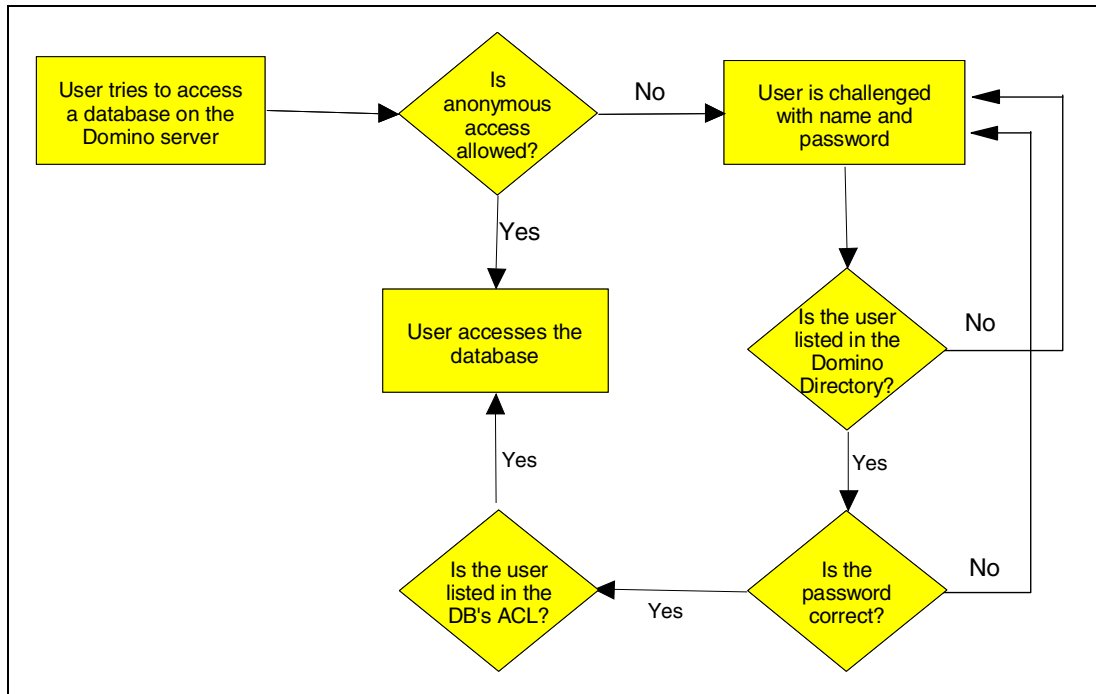 User tries to access
a database on the
Domino server
Is
anonymous
access
allowed?
No
User is challenged
with name and
password
Yes
User accesses the
database
Is the user
listed in the
Domino
Directory?
No
Yes
Yes
Is the user
listed in the
DB's ACL?
Yes
Is the
password
correct?
No